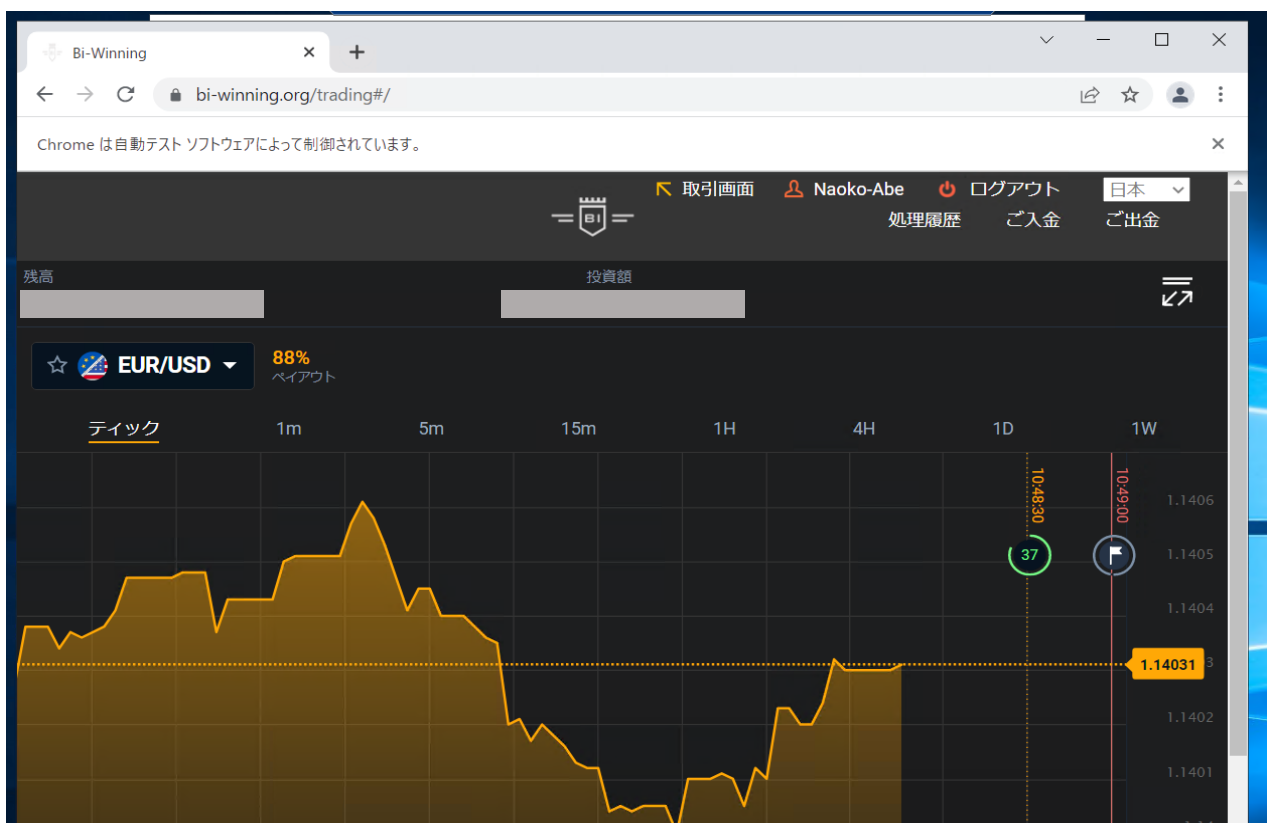 Bi-Winning
bi-winning.org/trading#/
Chrome は自動テスト ソフトウェアによって制御されています。
取引画面 Naoko-Abe ログアウト 日本
BI
処理履歴 ご入金 ご出金
残高 投資額
EUR/USD 88%
ペイアウト
ティック 1m 5m 15m 1H 4H 1D 1W
10:48:30 10:49:00
1.1406
37
1.1405
1.1404
1.14031 3
1.1402
1.1401